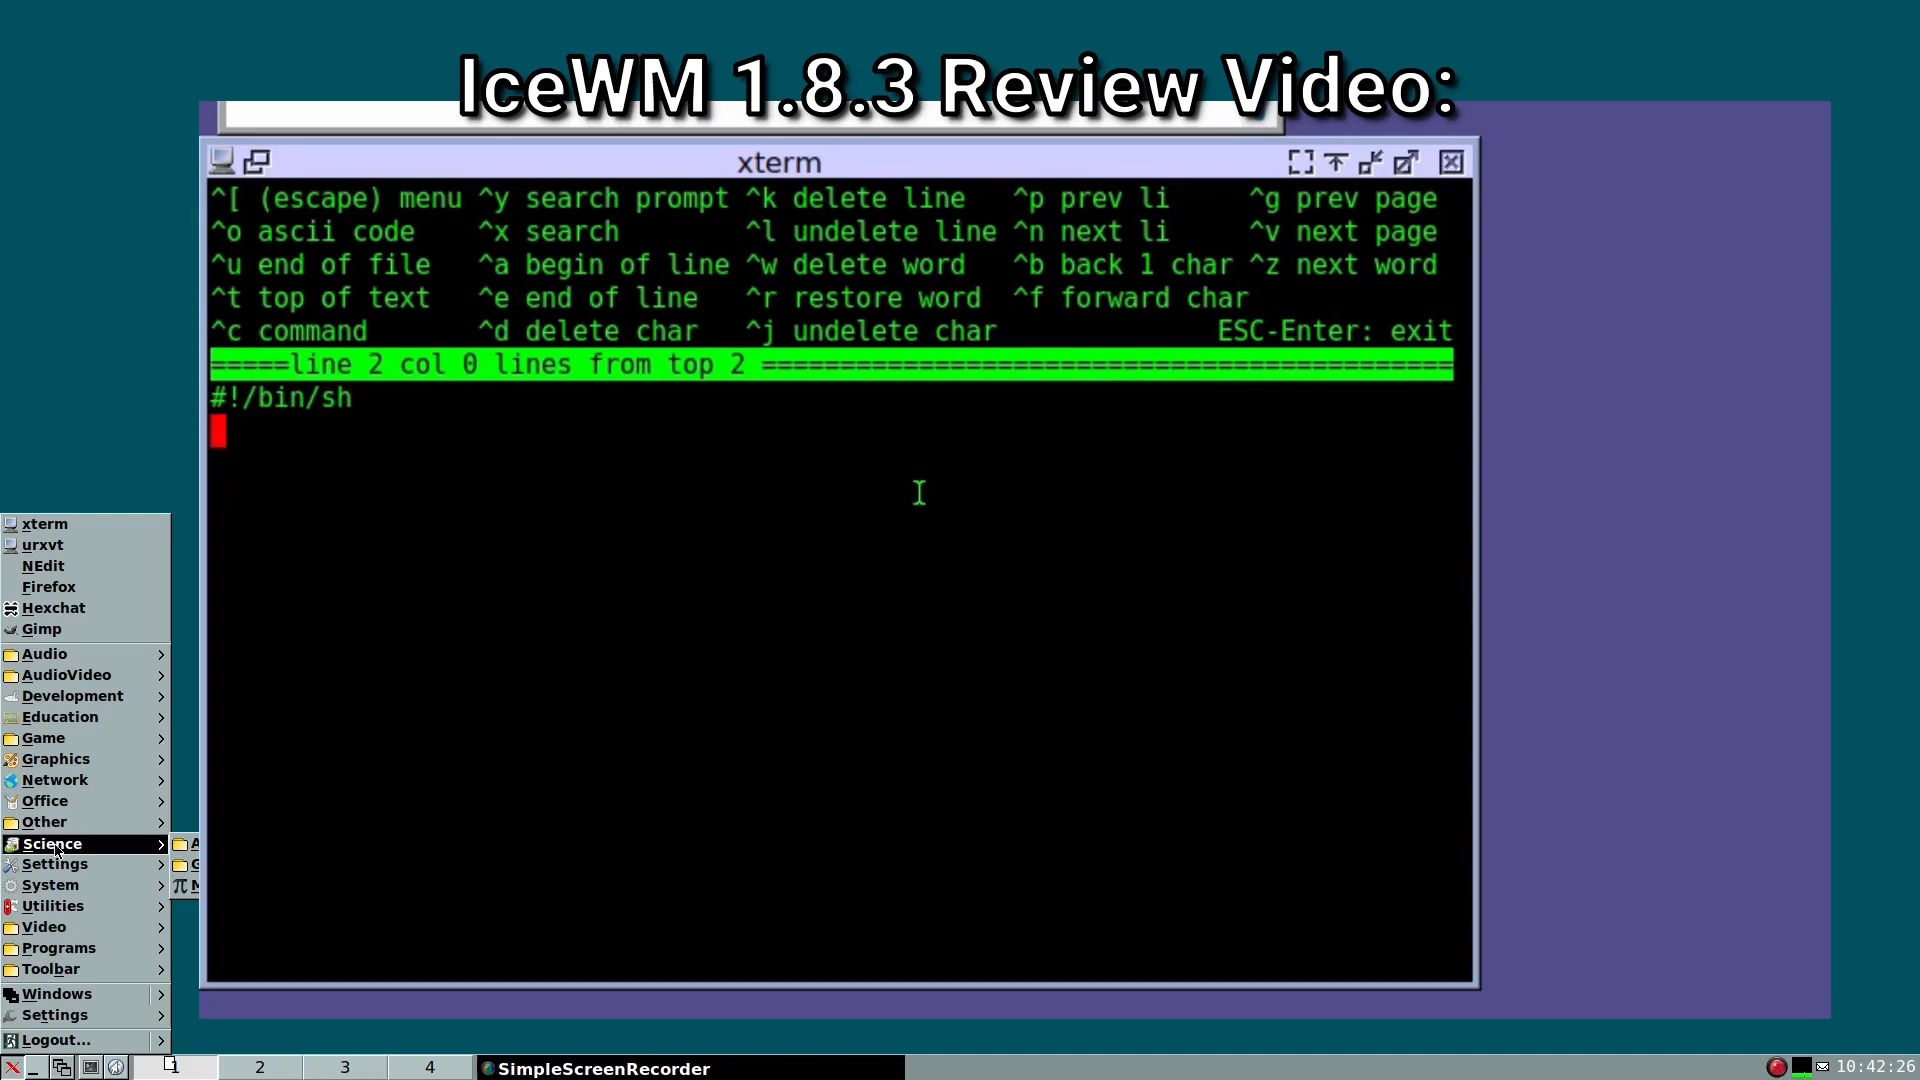 IceWM 1.8.3 Review Video:
xterm
^[ (escape) menu ^y search prompt ^k delete line ^p prev li ^g prev page
^o ascii code ^x search ^l undelete line ^n next li ^v next page
^u end of file ^a begin of line ^w delete word ^b back 1 char ^z next word
^t top of text ^e end of line ^r restore word ^f forward char
^c command ^d delete char ^j undelete char ESC-Enter: exit
=====line 2 col 0 lines from top 2 ============================================
#!/bin/sh
xterm
urxvt
NEdit
Firefox
Hexchat
Gimp
Audio
AudioVideo
Development
Education
Game
Graphics
Network
Office
Other
Science
Settings
System
Utilities
Video
Programs
Toolbar
Windows
Settings
Logout...
1 2 3 4 SimpleScreenRecorder 10:42:26